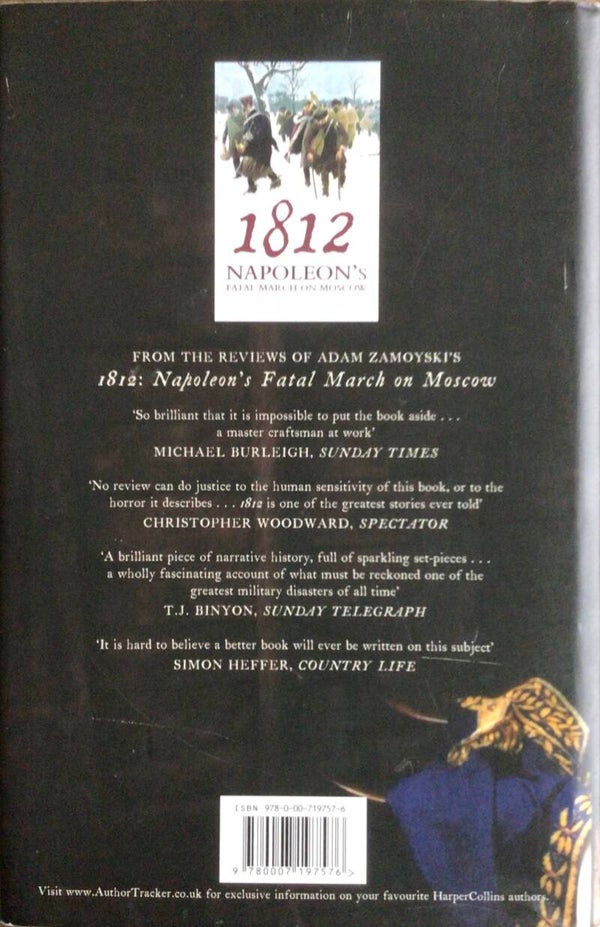 1812
NAPOLEON's
FATAL MARCH ON MOSCOW
FROM THE REVIEWS OF ADAM ZAMOYSKI'S
1812: Napoleon's Fatal March on Moscow
'So brilliant that it is impossible to put the book aside . . .
a master craftsman at work'
MICHAEL BURLEIGH, SUNDAY TIMES
'No review can do justice to the human sensitivity of this book, or to the
horror it describes . . . 1812 is one of the greatest stories ever told'
CHRISTOPHER WOODWARD, SPECTATOR
'A brilliant piece of narrative history, full of sparkling set-pieces . . .
a wholly fascinating account of what must be reckoned one of the
greatest military disasters of all time'
T.J. BINYON, SUNDAY TELEGRAPH
'It is hard to believe a better book will ever be written on this subject'
SIMON HEFFER, COUNTRY LIFE
ISBN 978-0-00-719757-6
9 780007 197576 >
Visit www.AuthorTracker.co.uk for exclusive information on your favourite HarperCollins authors.